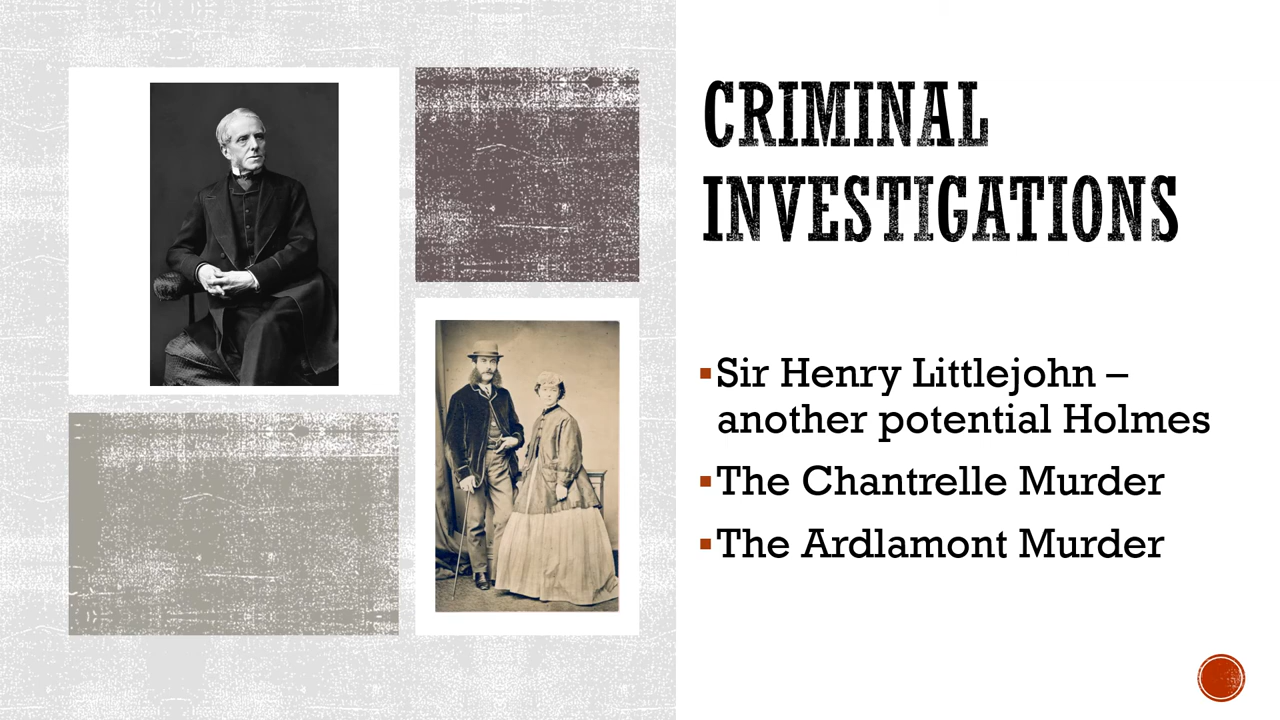 CRIMINAL
INVESTIGATIONS
▪Sir Henry Littlejohn –
another potential Holmes
▪The Chantrelle Murder
▪The Ardlamont Murder